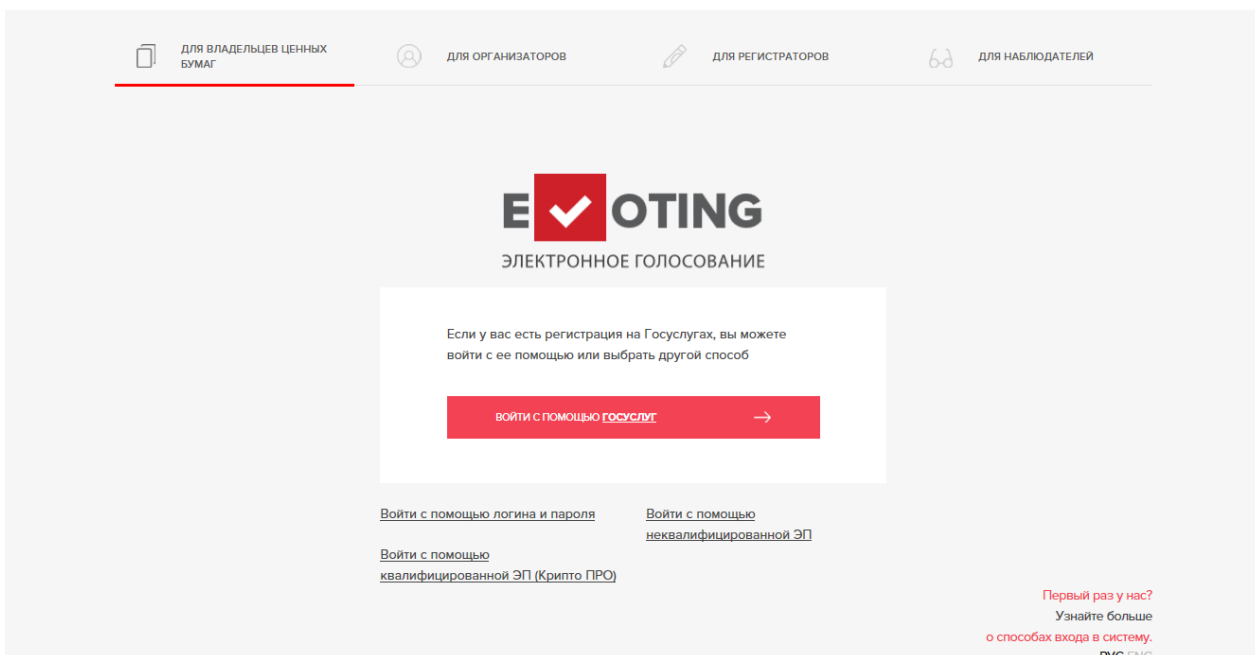 ДЛЯ ВЛАДЕЛЬЦЕВ ЦЕННЫХ
БУМАГ
ДЛЯ ОРГАНИЗАТОРОВ
ДЛЯ РЕГИСТРАТОРОВ
ДЛЯ НАБЛЮДАТЕЛЕЙ
E OTING
ЭЛЕКТРОННОЕ ГОЛОСОВАНИЕ
Если у вас есть регистрация на Госуслугах, вы можете
войти с ее помощью или выбрать другой способ
ВОЙТИ С ПОМОЩЬЮ ГОСУСЛУГ
Войти с помощью логина и пароля
Войти с помощью
неквалифицированной ЭП
Войти с помощью
квалифицированной ЭП (Крипто ПРО)
Первый раз у нас?
Узнайте больше
о способах входа в систему.
РУС ENG